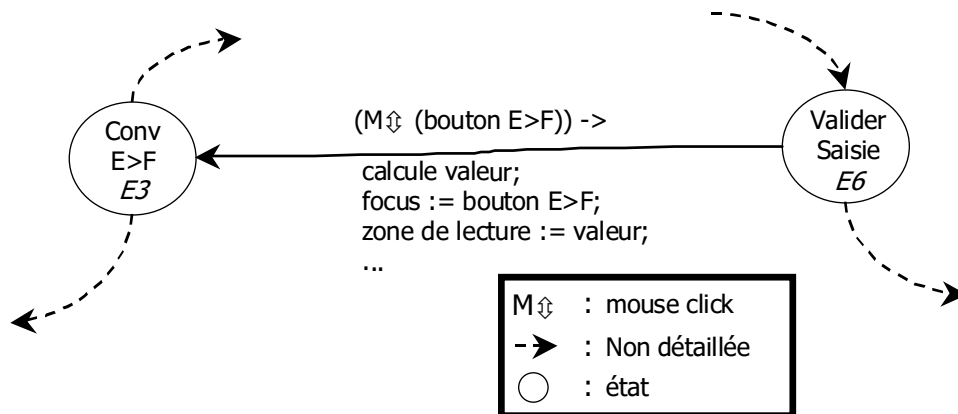 (M⇳ (bouton E>F)) ->
Conv
E>F
E3
Valider
Saisie
E6
calcule valeur;
focus := bouton E>F;
zone de lecture := valeur;
...
M⇳ : mouse click
: Non détaillée
: état